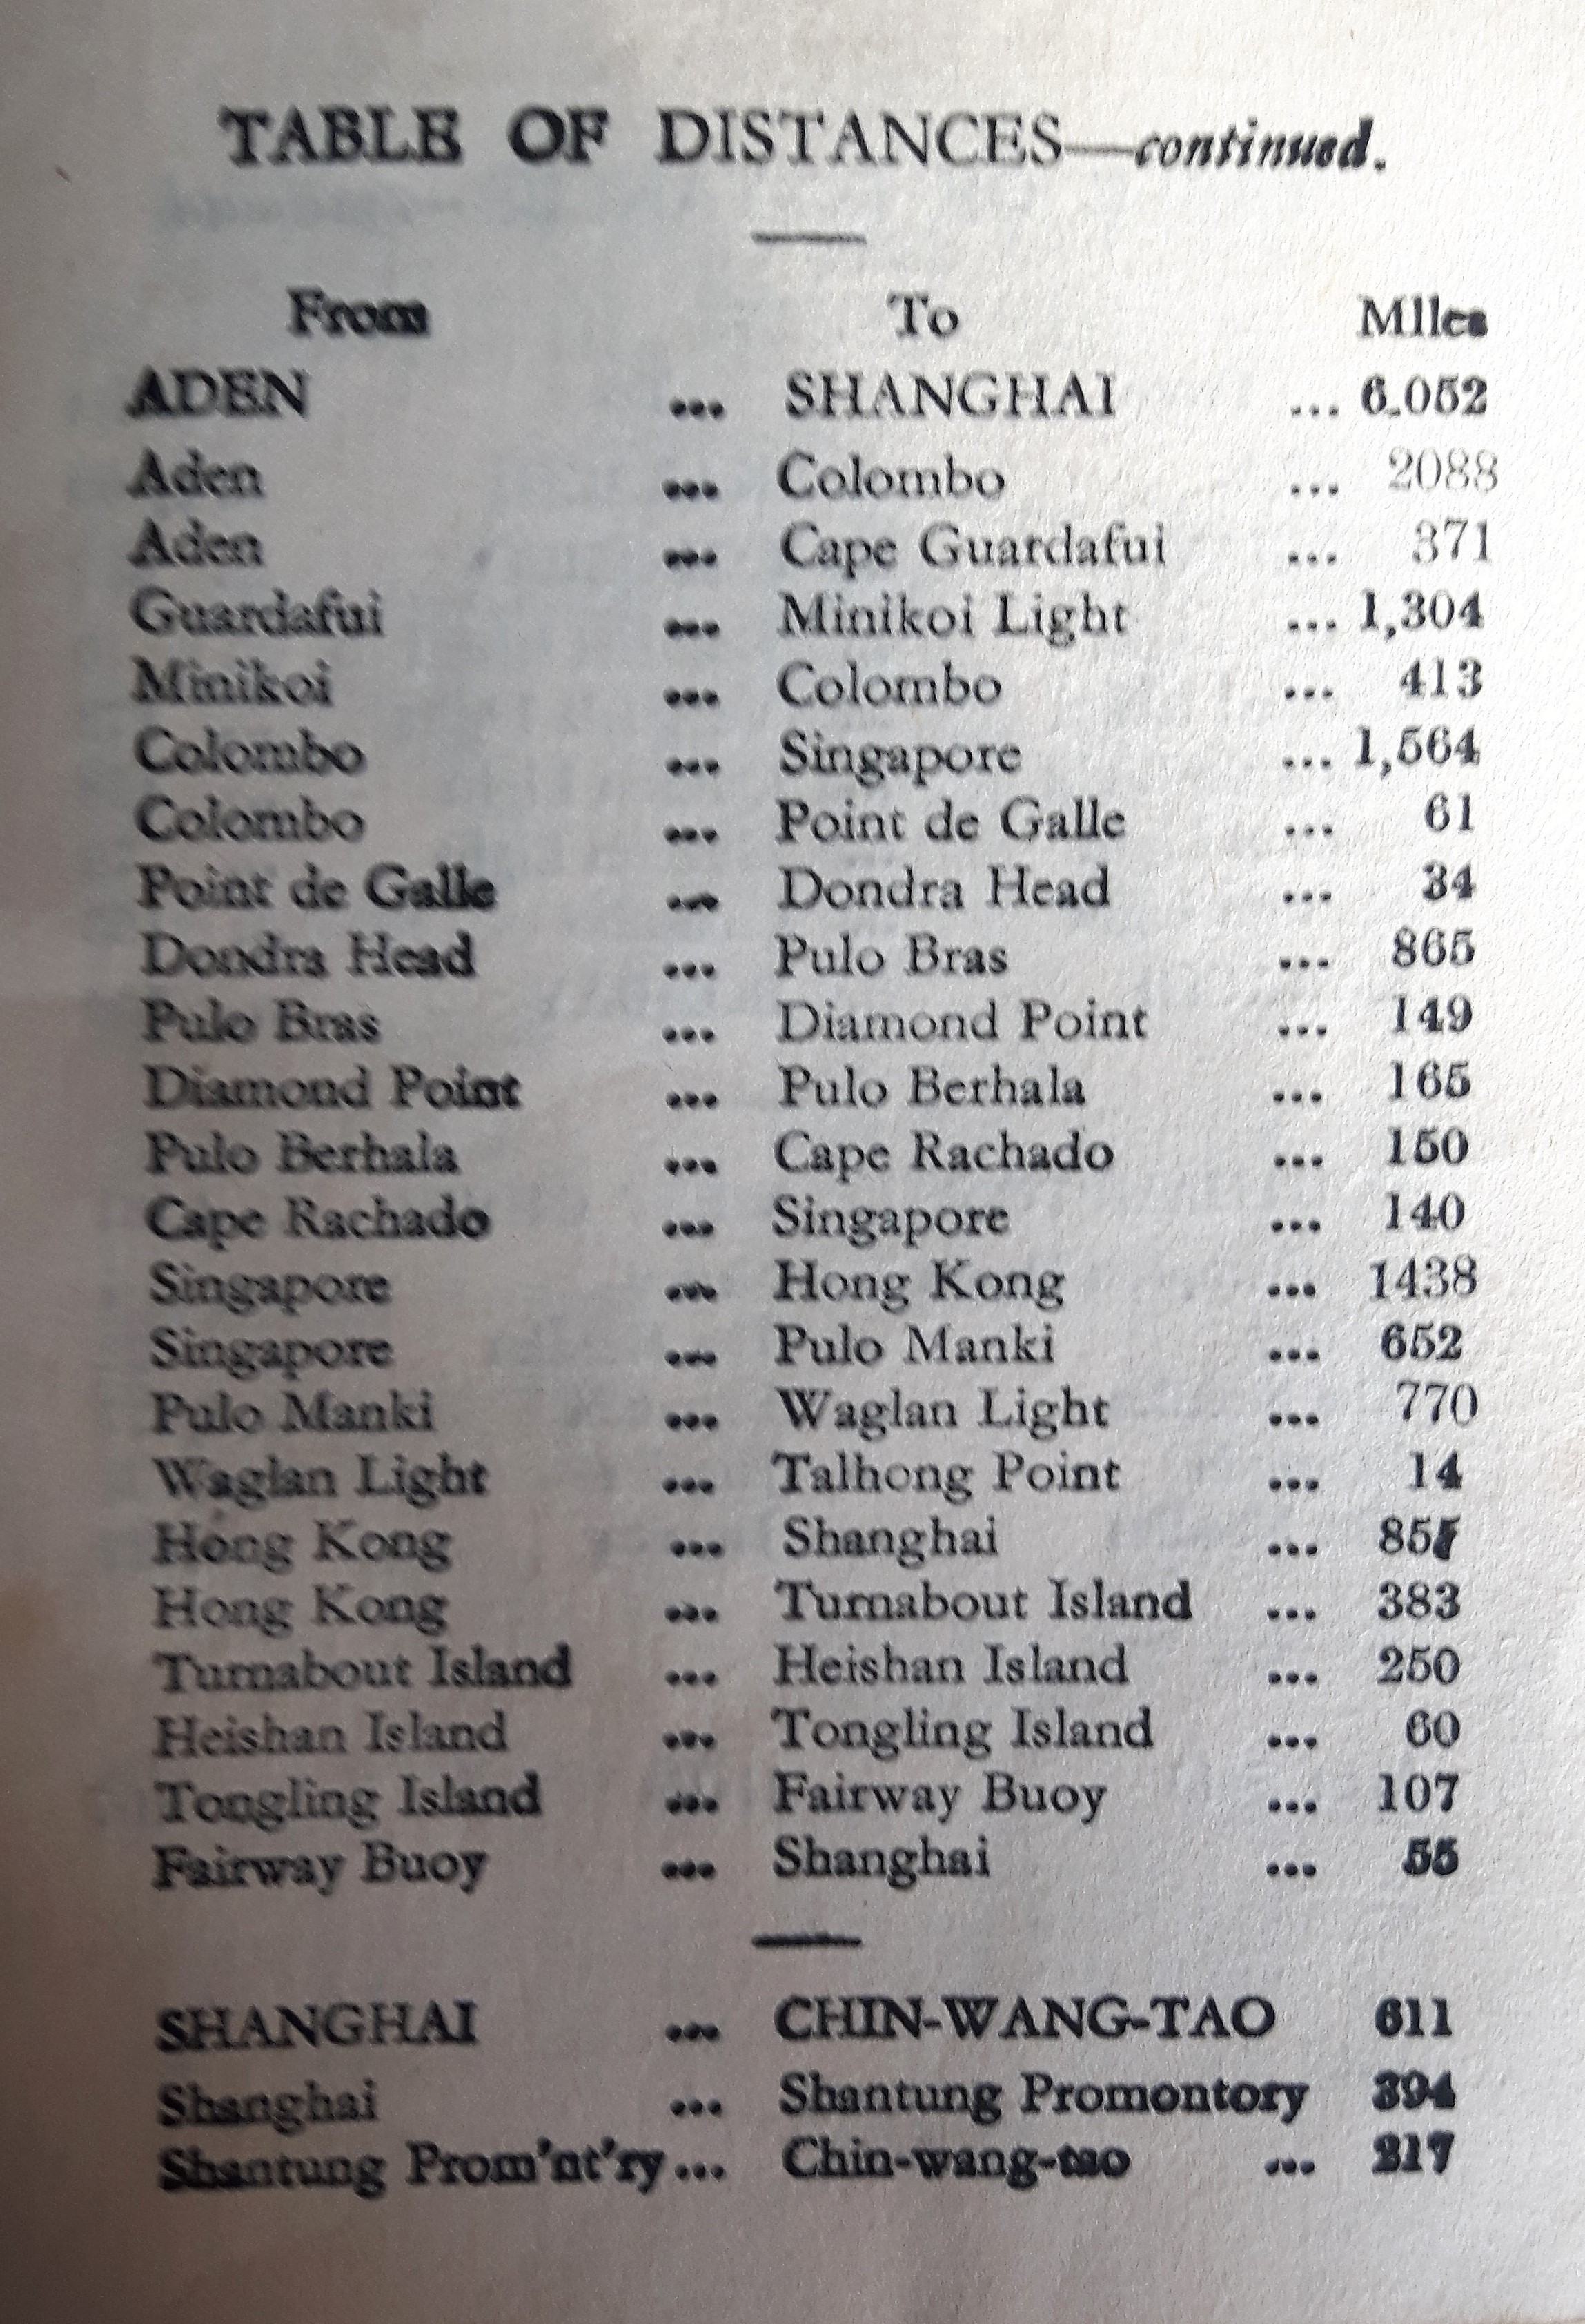 TABLE OF DISTANCES—continued.
From To Miles
ADEN ... SHANGHAI ... 6.052
Aden ... Colombo ... 2088
Aden ... Cape Guardafui ... 371
Guardafui ... Minikoi Light ... 1,304
Minikoi ... Colombo ... 413
Colombo ... Singapore ... 1,564
Colombo ... Point de Galle ... 61
Point de Galle ... Dondra Head ... 34
Dondra Head ... Pulo Bras ... 865
Pulo Bras ... Diamond Point ... 149
Diamond Point ... Pulo Berhala ... 165
Pulo Berhala ... Cape Rachado ... 150
Cape Rachado ... Singapore ... 140
Singapore ... Hong Kong ... 1438
Singapore ... Pulo Manki ... 652
Pulo Manki ... Waglan Light ... 770
Waglan Light ... Talhong Point ... 14
Hong Kong ... Shanghai ...
Hong Kong ... Turnabout Island ... 383
Turnabout Island ... Heishan Island ... 250
Heishan Island ... Tongling Island ... 60
Tongling Island ... Fairway Buoy ... 107
Fairway Buoy ... Shanghai ... 55
SHANGHAI ... CHIN-WANG-TAO 611
Shanghai ... Shantung Promontory 394
Shantung Prom'nt'ry ... Chin-wang-tao ... 217